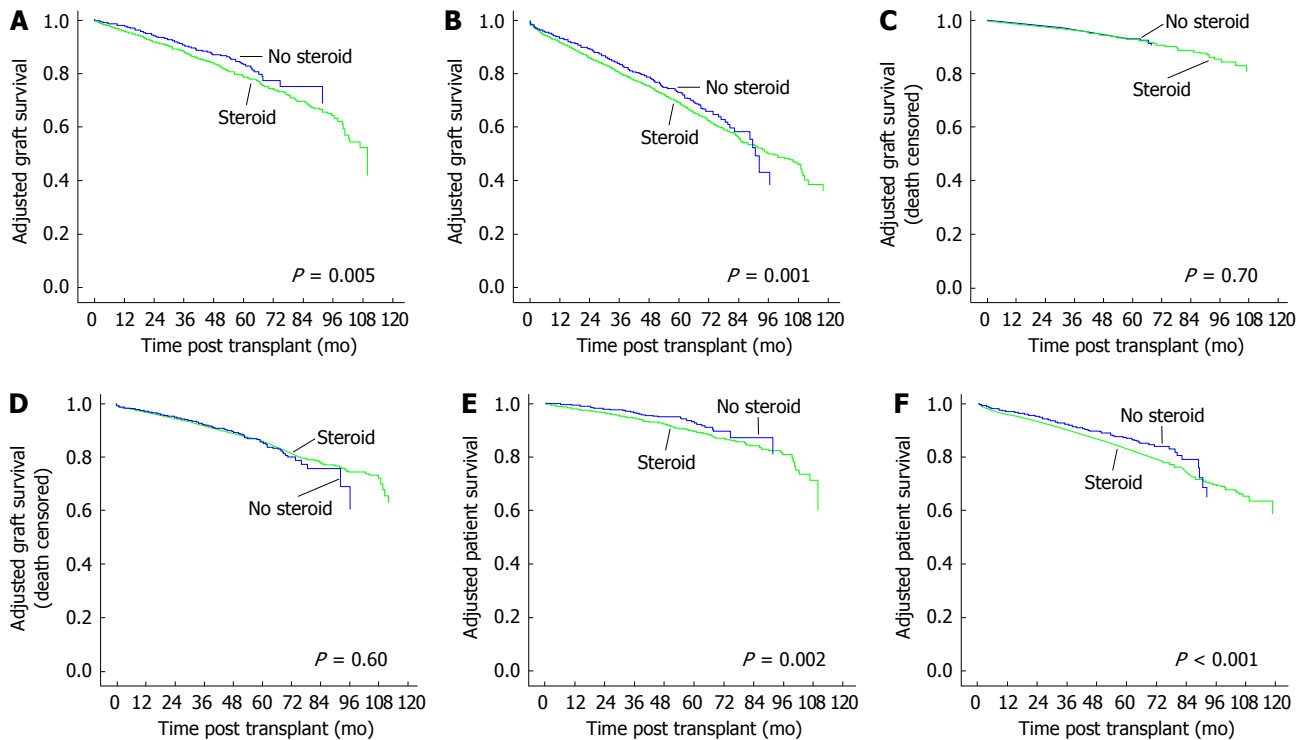 A
1.0
0.8
0.6
0.4
0.2
0.0
Adjusted graft survival
No steroid
Steroid
P = 0.005
0 12 24 36 48 60 72 84 96 108 120
Time post transplant (mo)
B
1.0
0.8
0.6
0.4
0.2
0.0
Adjusted graft survival
No steroid
Steroid
P = 0.001
0 12 24 36 48 60 72 84 96 108 120
Time post transplant (mo)
C
1.0
0.8
0.6
0.4
0.2
0.0
Adjusted graft survival
(death censored)
No steroid
Steroid
P = 0.70
0 12 24 36 48 60 72 84 96 108 120
Time post transplant (mo)
D
1.0
0.8
0.6
0.4
0.2
0.0
Adjusted graft survival
(death censored)
Steroid
No steroid
P = 0.60
0 12 24 36 48 60 72 84 96 108 120
Time post transplant (mo)
E
1.0
0.8
0.6
0.4
0.2
0.0
Adjusted patient survival
No steroid
Steroid
P = 0.002
0 12 24 36 48 60 72 84 96 108 120
Time post transplant (mo)
F
1.0
0.8
0.6
0.4
0.2
0.0
Adjusted patient survival
No steroid
Steroid
P < 0.001
0 12 24 36 48 60 72 84 96 108 120
Time post transplant (mo)